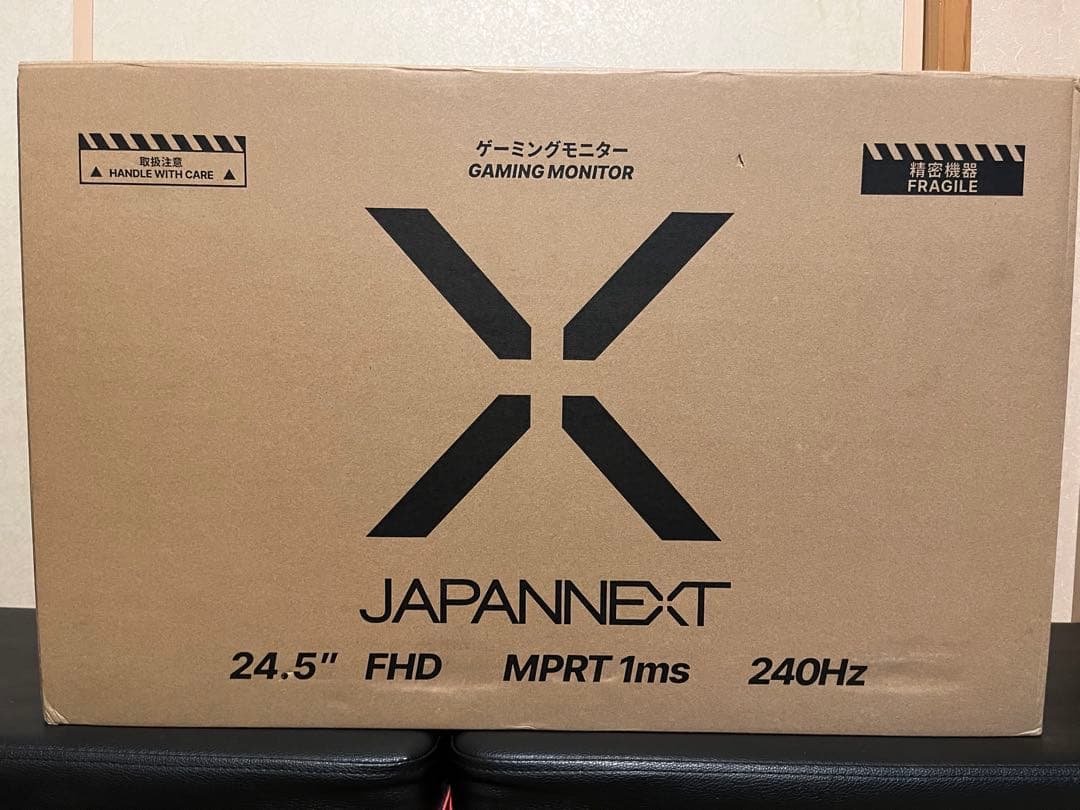 取扱注意
HANDLE WITH CARE
ゲーミングモニター
GAMING MONITOR
精密機器
FRAGILE
JAPANNEXT
24.5" FHD MPRT 1ms 240Hz